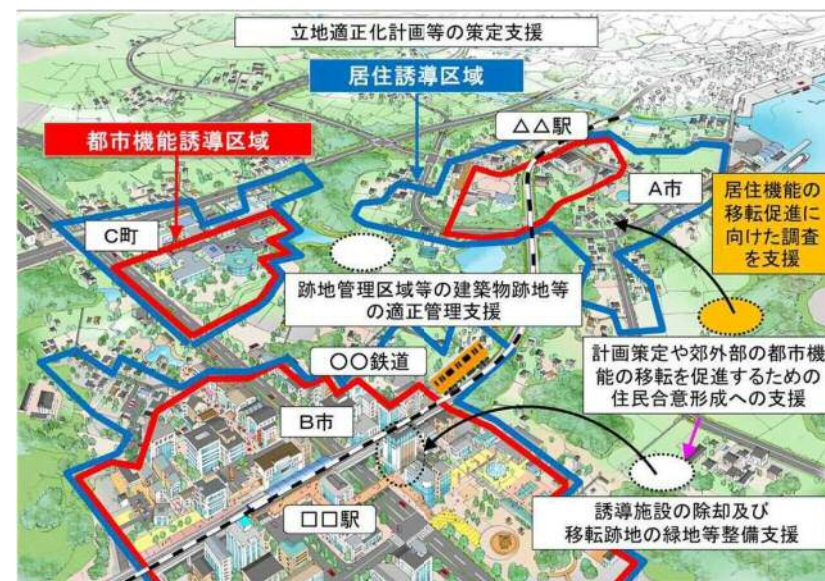 立地適正化計画等の策定支援
居住誘導区域
△△駅
都市機能誘導区域
A市
居住機能の
移転促進に
向けた調査
を支援
C町
跡地管理区域等の建築物跡地等
の適正管理支援
〇〇鉄道
計画策定や郊外部の都市機
能の移転を促進するための
住民合意形成への支援
B市
誘導施設の除却及び
移転跡地の緑地等整備支援
□□駅